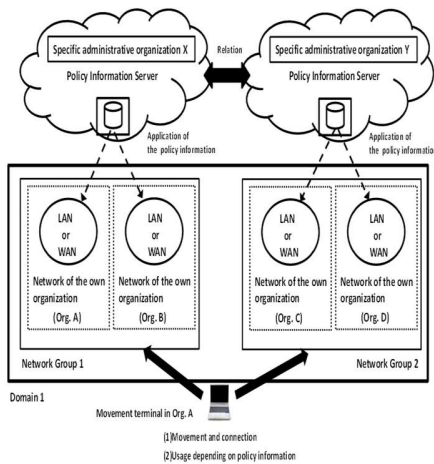 Specific administrative organization X
Relation
Specific administrative organization Y
Policy Information Server
Policy Information Server
Application of
the policy information
Application of
the policy information
LAN
or
WAN
LAN
or
WAN
LAN
or
WAN
LAN
or
WAN
Network of the own
organization
(Org. A)
Network of the own
organization
(Org. B)
Network of the own
organization
(Org. C)
Network of the own
organization
(Org. D)
Network Group 1
Network Group 2
Domain 1
Movement terminal in Org. A
(1)Movement and connection
(2)Usage depending on policy information